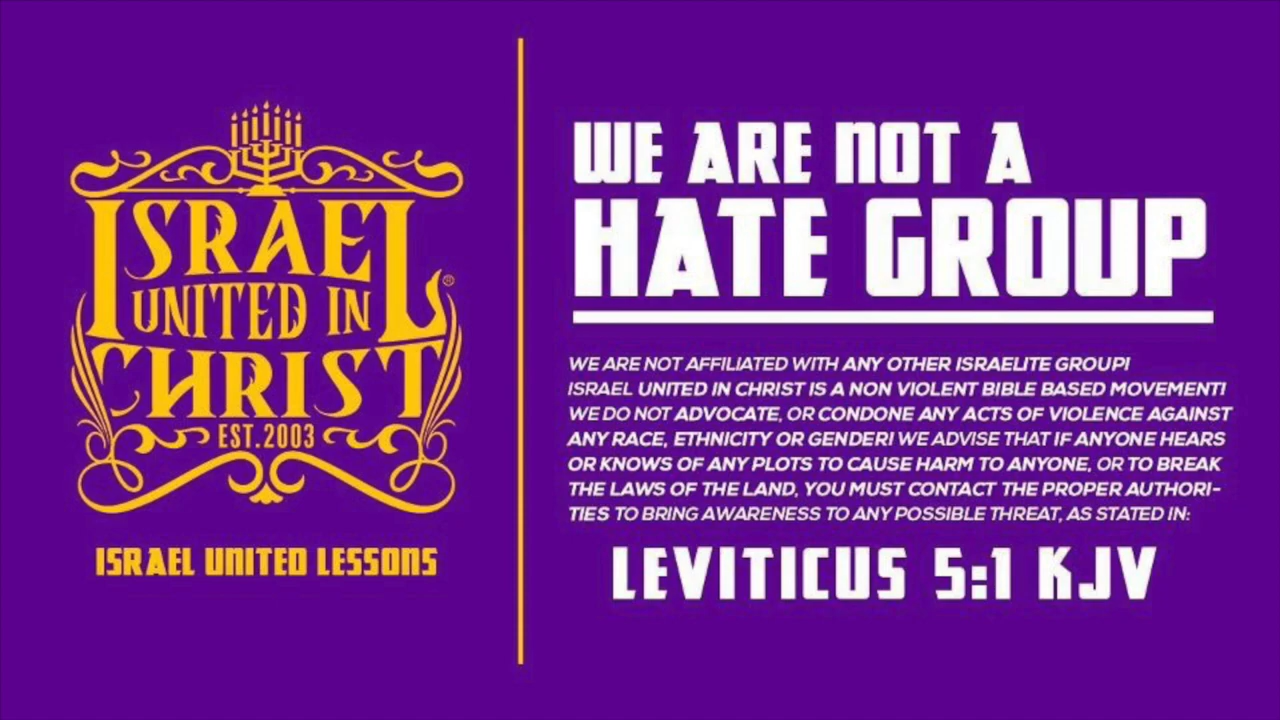 ISRAEL
UNITED IN
CHRIST
EST.2003
ISRAEL UNITED LESSONS
WE ARE NOT A
HATE GROUP
WE ARE NOT AFFILIATED WITH ANY OTHER ISRAELITE GROUP!
ISRAEL UNITED IN CHRIST IS A NON VIOLENT BIBLE BASED MOVEMENT!
WE DO NOT ADVOCATE, OR CONDONE ANY ACTS OF VIOLENCE AGAINST
ANY RACE, ETHNICITY OR GENDER! WE ADVISE THAT IF ANYONE HEARS
OR KNOWS OF ANY PLOTS TO CAUSE HARM TO ANYONE, OR TO BREAK
THE LAWS OF THE LAND, YOU MUST CONTACT THE PROPER AUTHORI-
TIES TO BRING AWARENESS TO ANY POSSIBLE THREAT, AS STATED IN:
LEVITICUS 5:1 KJV